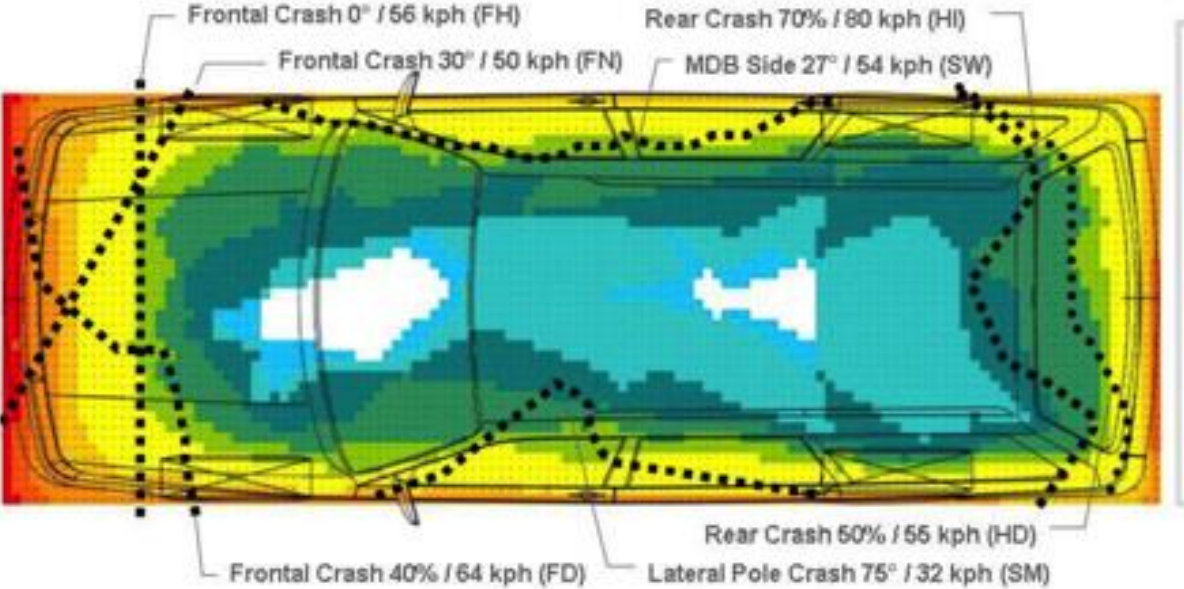 Frontal Crash 0° / 56 kph (FH)
Rear Crash 70% / 80 kph (HI)
Frontal Crash 30° / 50 kph (FN)
MDB Side 27° / 54 kph (SW)
Rear Crash 50% / 55 kph (HD)
Frontal Crash 40% / 64 kph (FD)
Lateral Pole Crash 75° / 32 kph (SM)